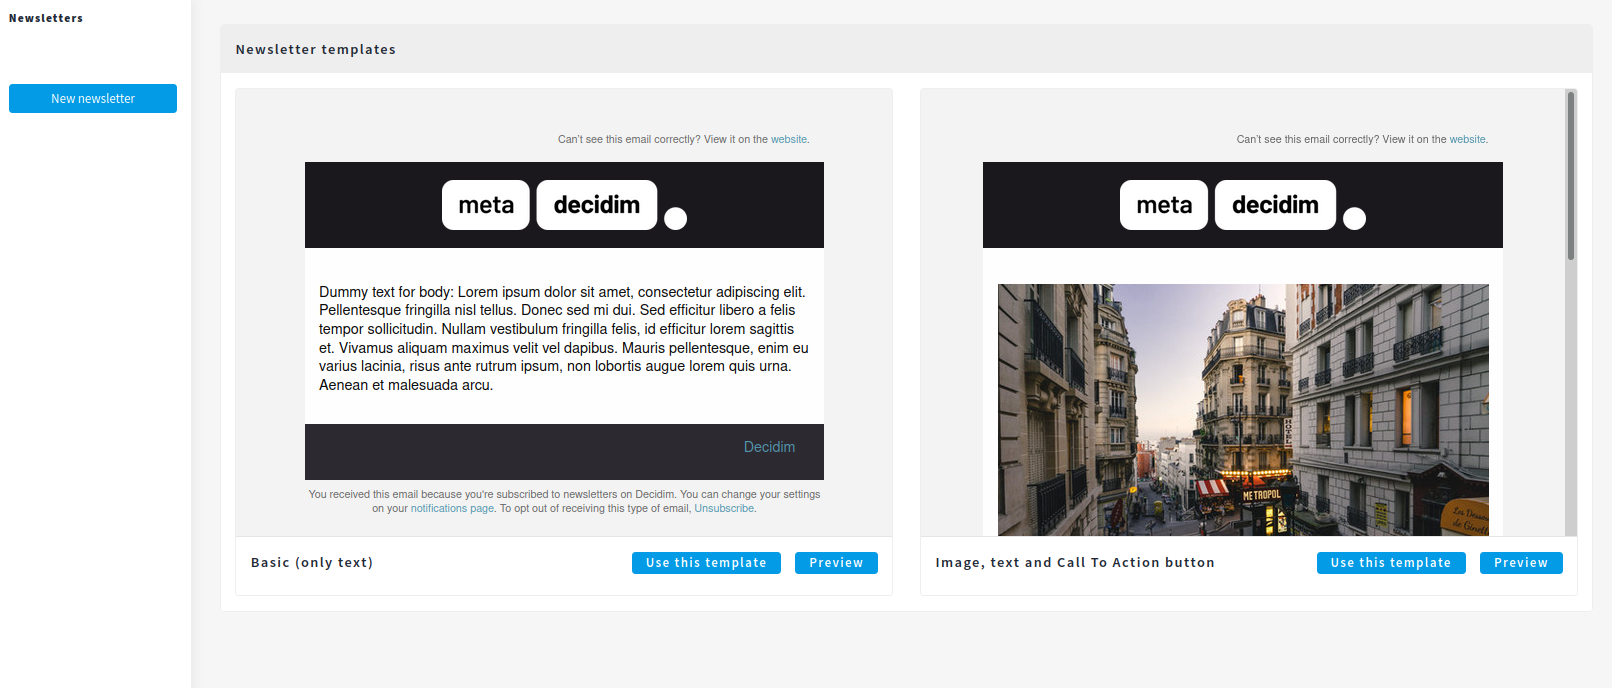 Newsletters
New newsletter
Newsletter templates
Can't see this email correctly? View it on the website.
meta decidim
Dummy text for body: Lorem ipsum dolor sit amet, consectetur adipiscing elit.
Pellentesque fringilla nisl tellus. Donec sed mi dui. Sed efficitur libero a felis
tempor sollicitudin. Nullam vestibulum fringilla felis, id efficitur lorem sagittis
et. Vivamus aliquam maximus velit vel dapibus. Mauris pellentesque, enim eu
varius lacinia, risus ante rutrum ipsum, non lobortis augue lorem quis urna.
Aenean et malesuada arcu.
Decidim
You received this email because you're subscribed to newsletters on Decidim. You can change your settings
on your notifications page. To opt out of receiving this type of email, Unsubscribe.
Basic (only text)
Use this template
Preview
Can't see this email correctly? View it on the website.
meta decidim
HOTEL
METROPOL
Image, text and Call To Action button
Use this template
Preview